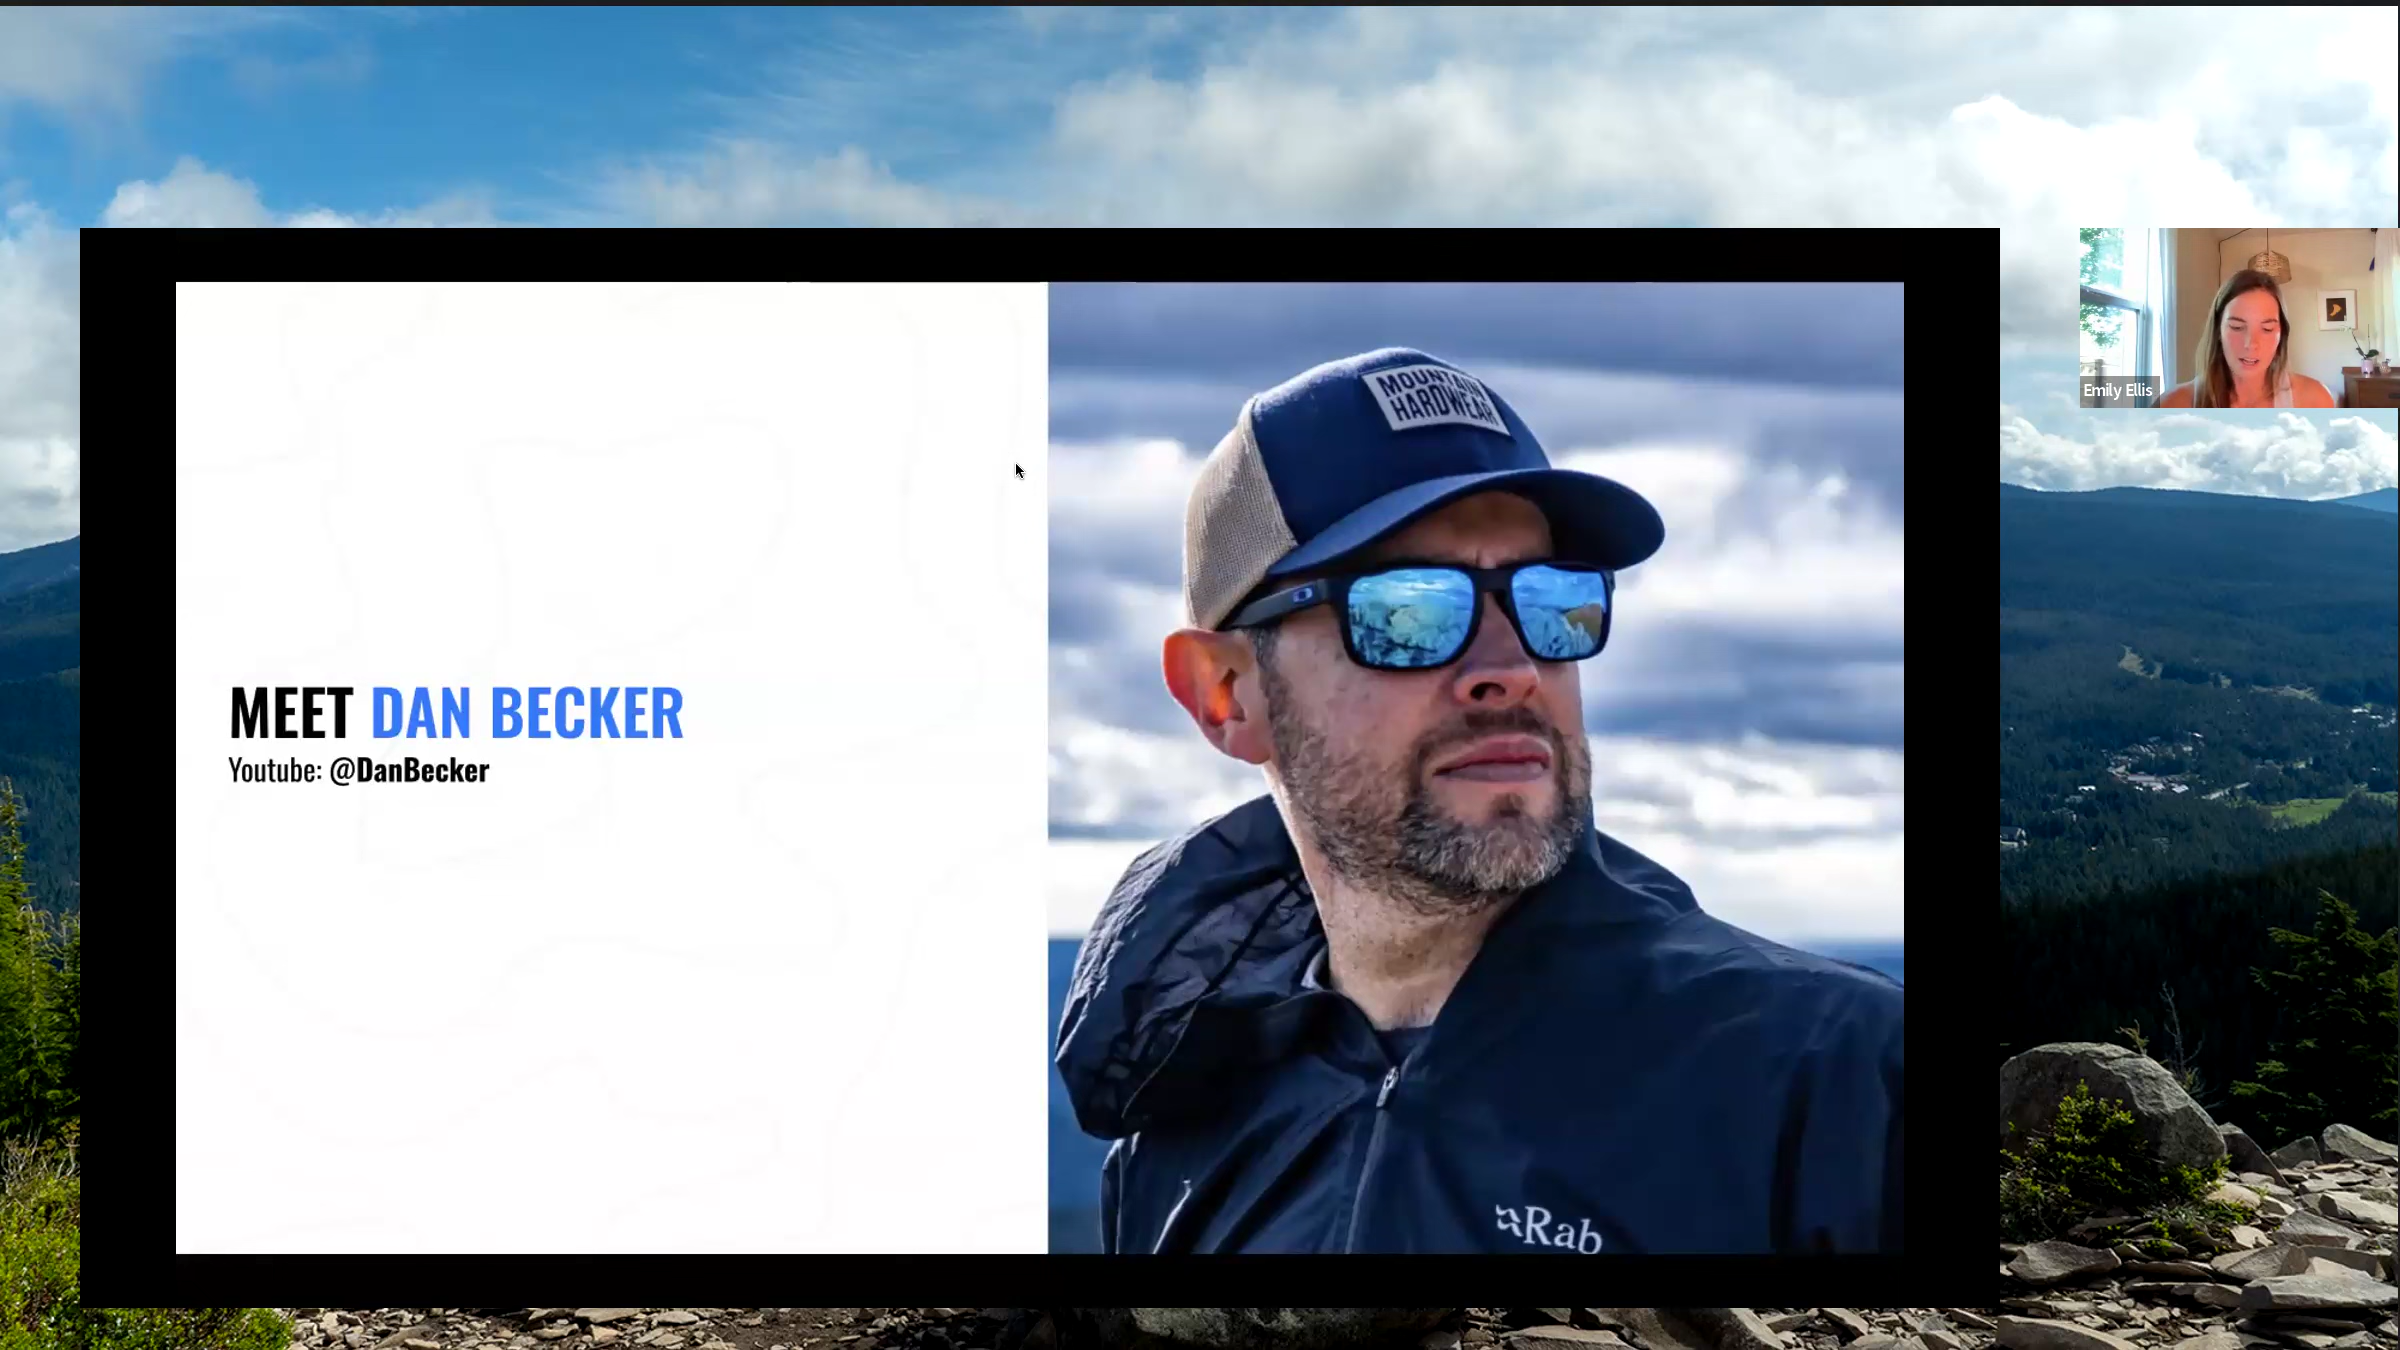 MOUNTAIN
HARDWEAR
Emily Ellis
MEET DAN BECKER
Youtube: @DanBecker
Rab